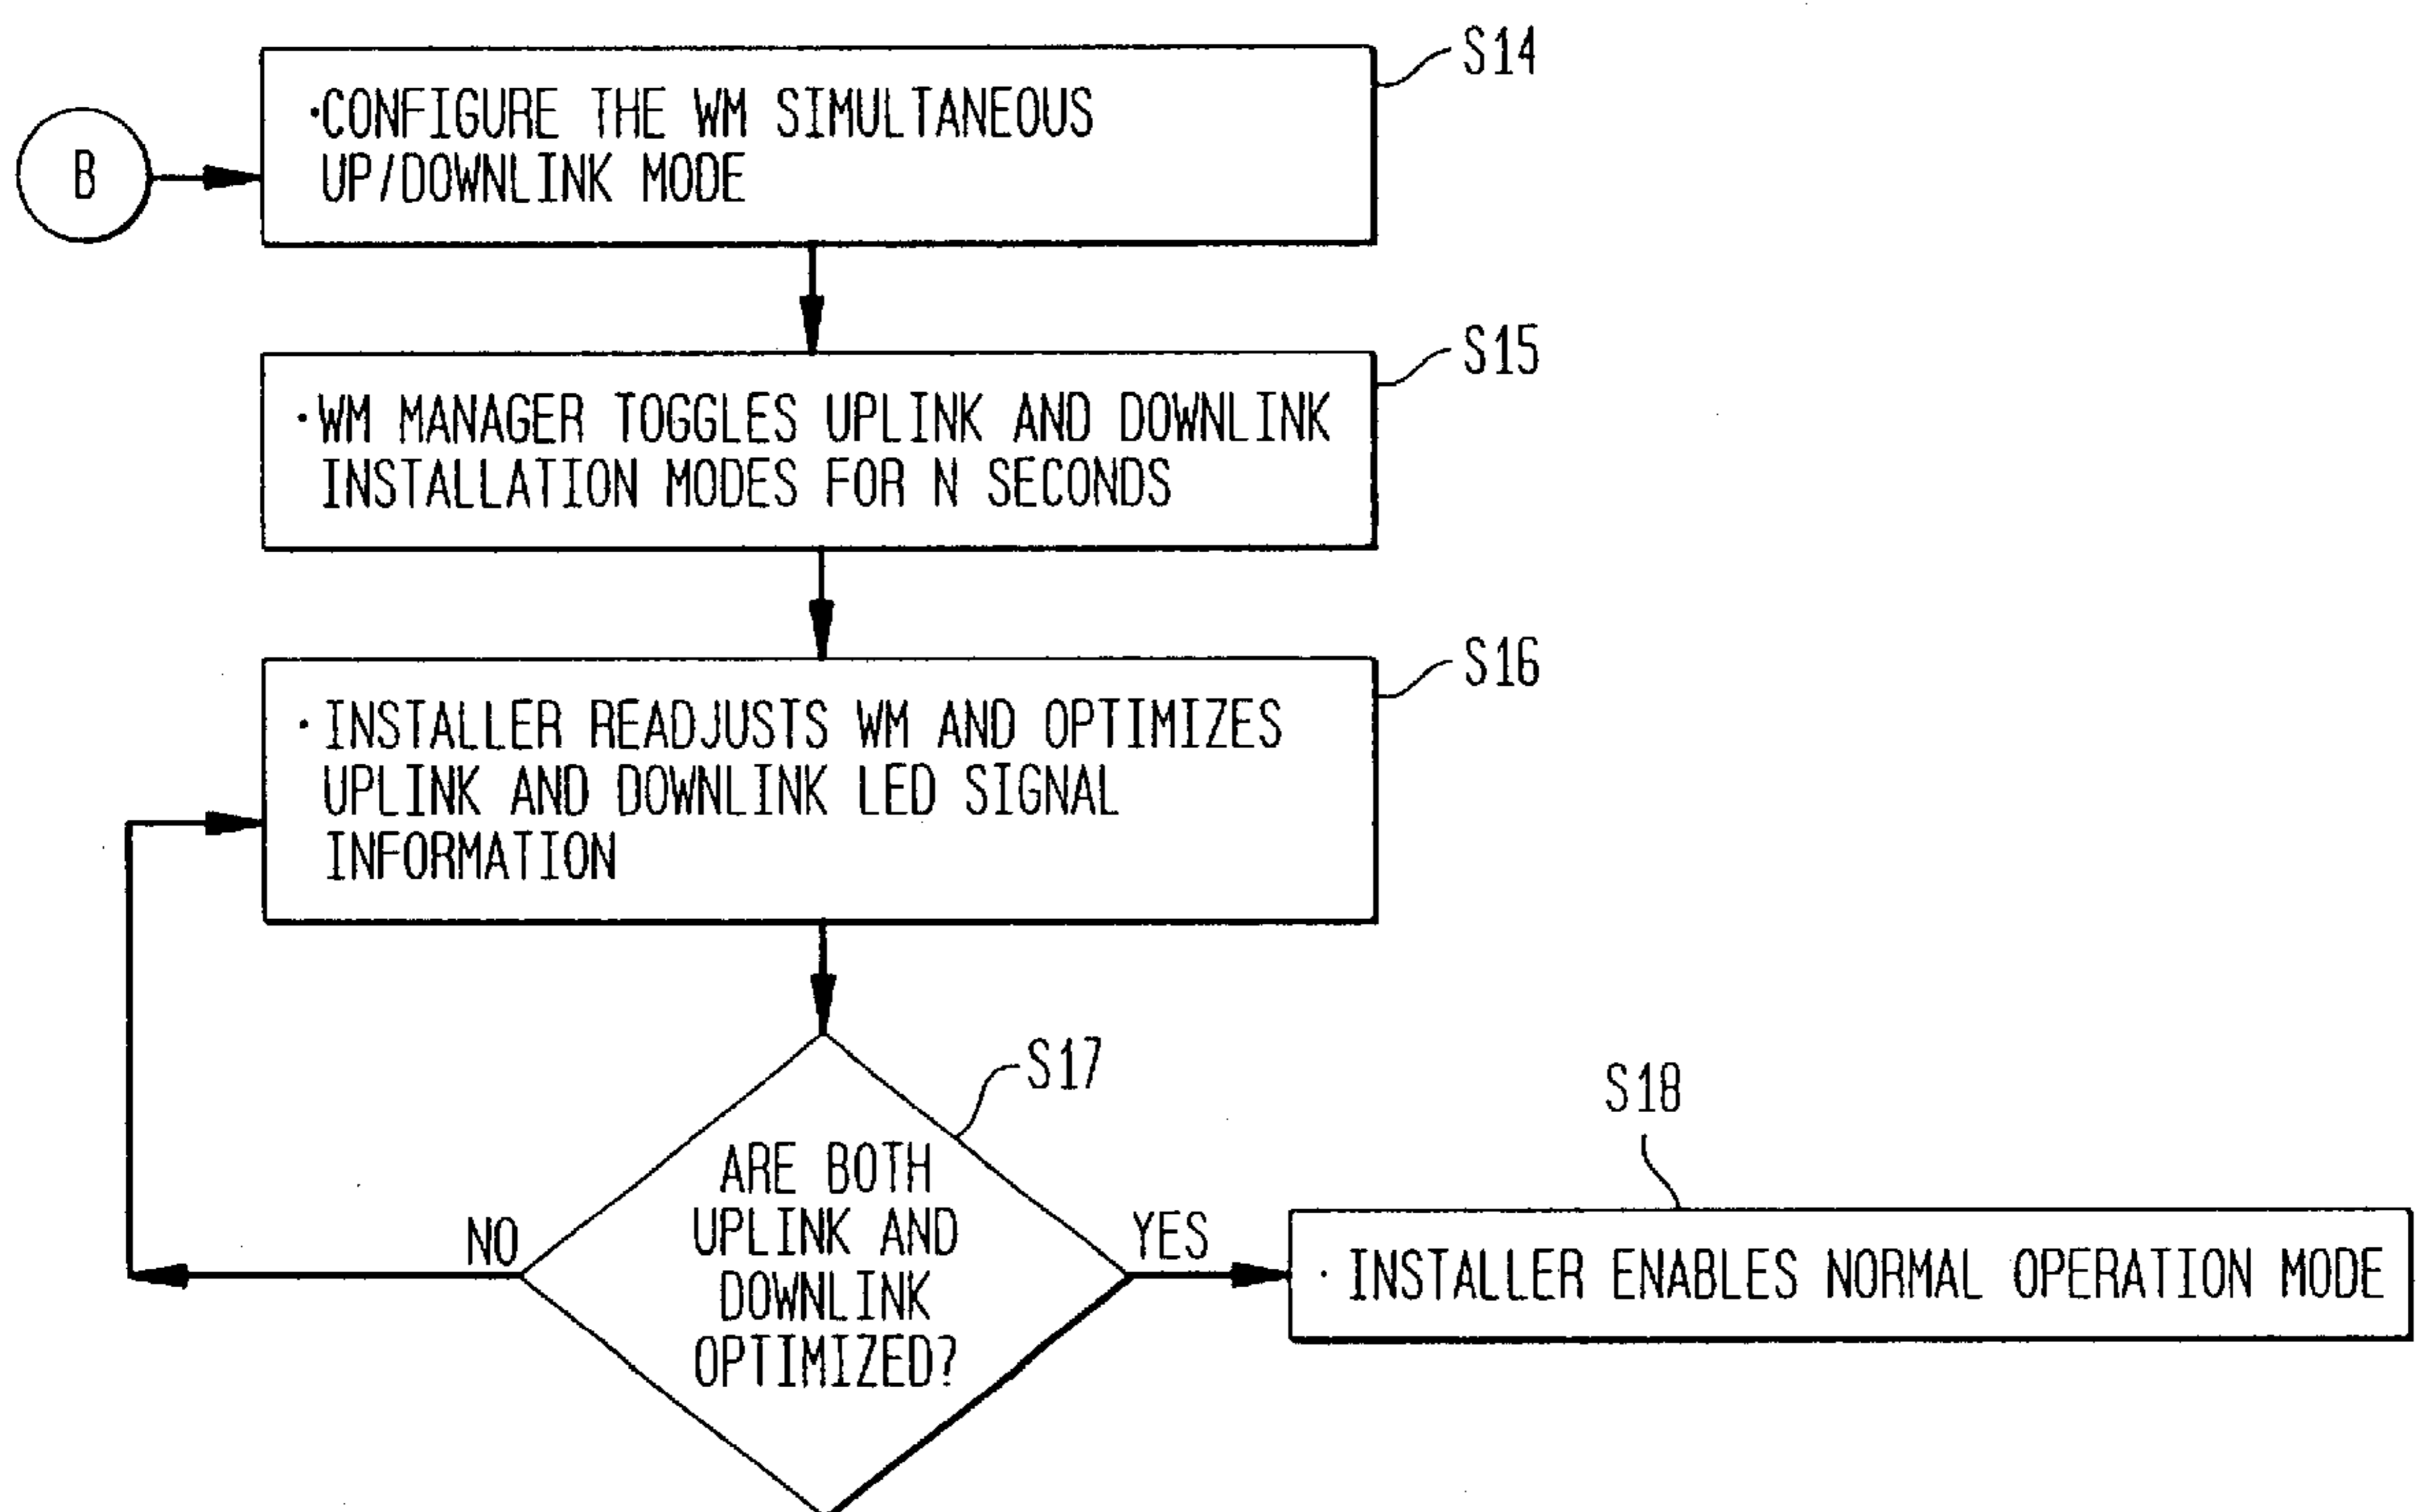 S14
·CONFIGURE THE WM SIMULTANEOUS
UP/DOWNLINK MODE
B
S15
·WM MANAGER TOGGLES UPLINK AND DOWNLINK
INSTALLATION MODES FOR N SECONDS
S16
·INSTALLER READJUSTS WM AND OPTIMIZES
UPLINK AND DOWNLINK LED SIGNAL
INFORMATION
S17
ARE BOTH
UPLINK AND
DOWNLINK
OPTIMIZED?
NO
YES
S18
·INSTALLER ENABLES NORMAL OPERATION MODE